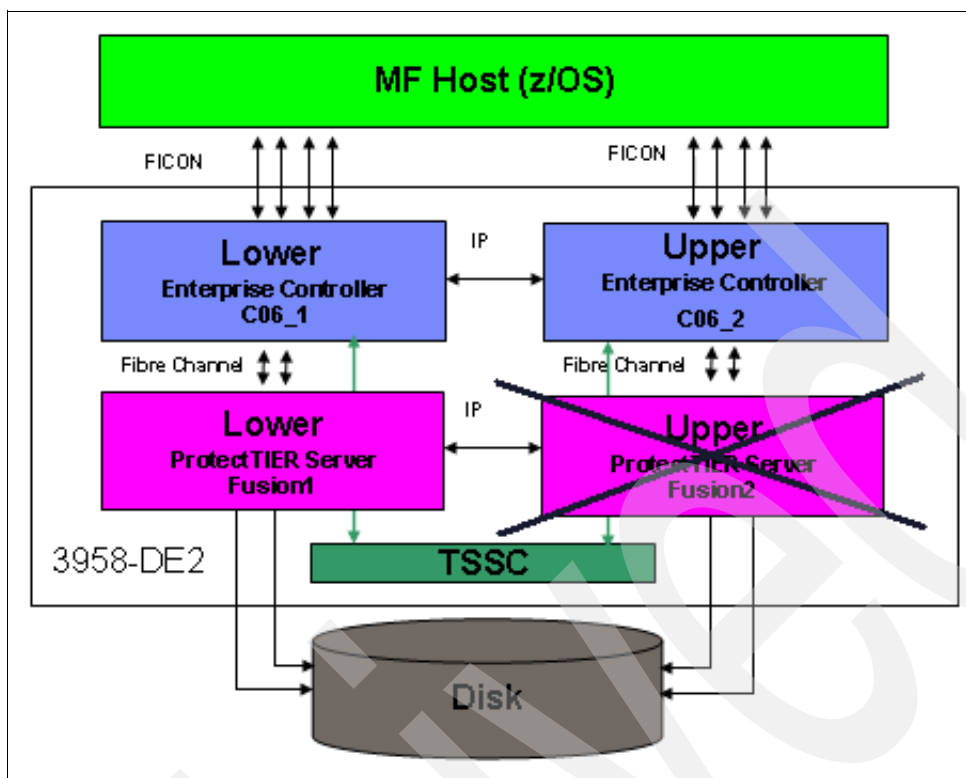 MF Host (z/OS)
FICON
FICON
Lower
Enterprise Controller
C06_1
IP
Upper
Enterprise Controller
C06_2
Fibre Channel
Fibre Channel
Lower
ProtectTIER Server
Fusion1
IP
Upper
ProtectTIER Server
Fusion2
3958-DE2
TSSC
Disk